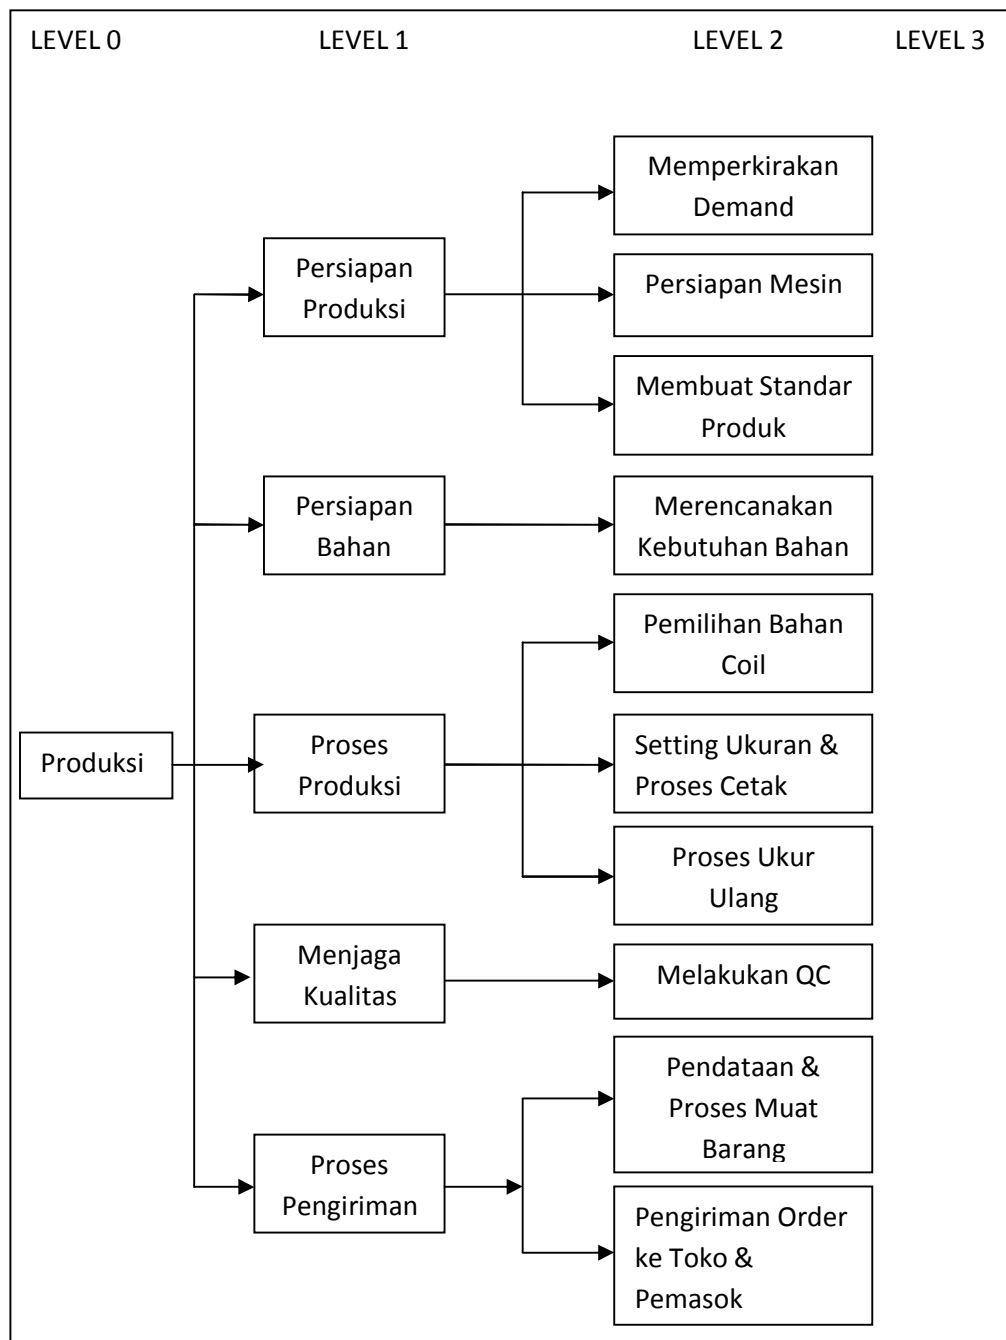 LEVEL 0 LEVEL 1 LEVEL 2 LEVEL 3
Memperkirakan
Demand
Persiapan
Produksi
Persiapan Mesin
Membuat Standar
Produk
Persiapan
Bahan
Merencanakan
Kebutuhan Bahan
Pemilihan Bahan
Coil
Produksi
Proses
Produksi
Setting Ukuran &
Proses Cetak
Proses Ukur
Ulang
Menjaga
Kualitas
Melakukan QC
Pendataan &
Proses Muat
Barang
Proses
Pengiriman
Pengiriman Order
ke Toko &
Pemasok